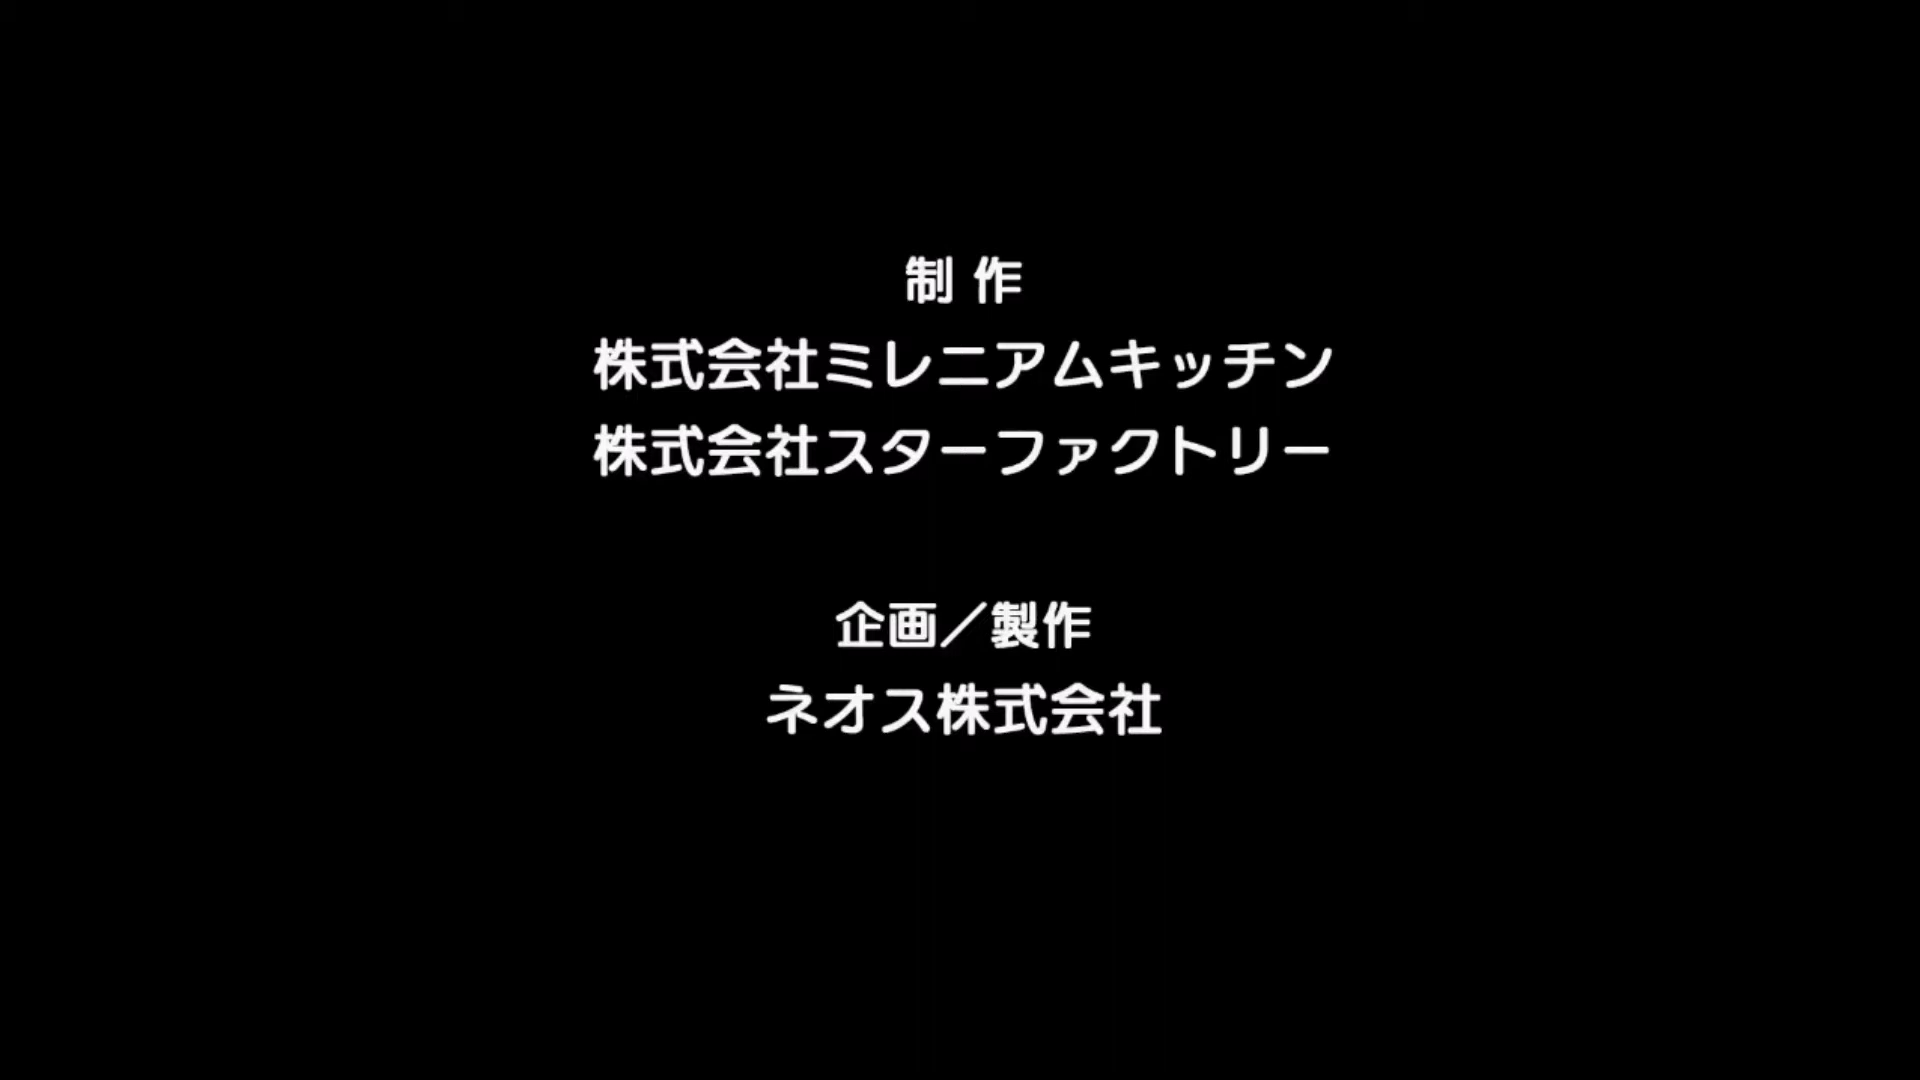 制 作
株式会社ミレニアムキッチン
株式会社スターファクトリー
企画／製作
ネオス株式会社